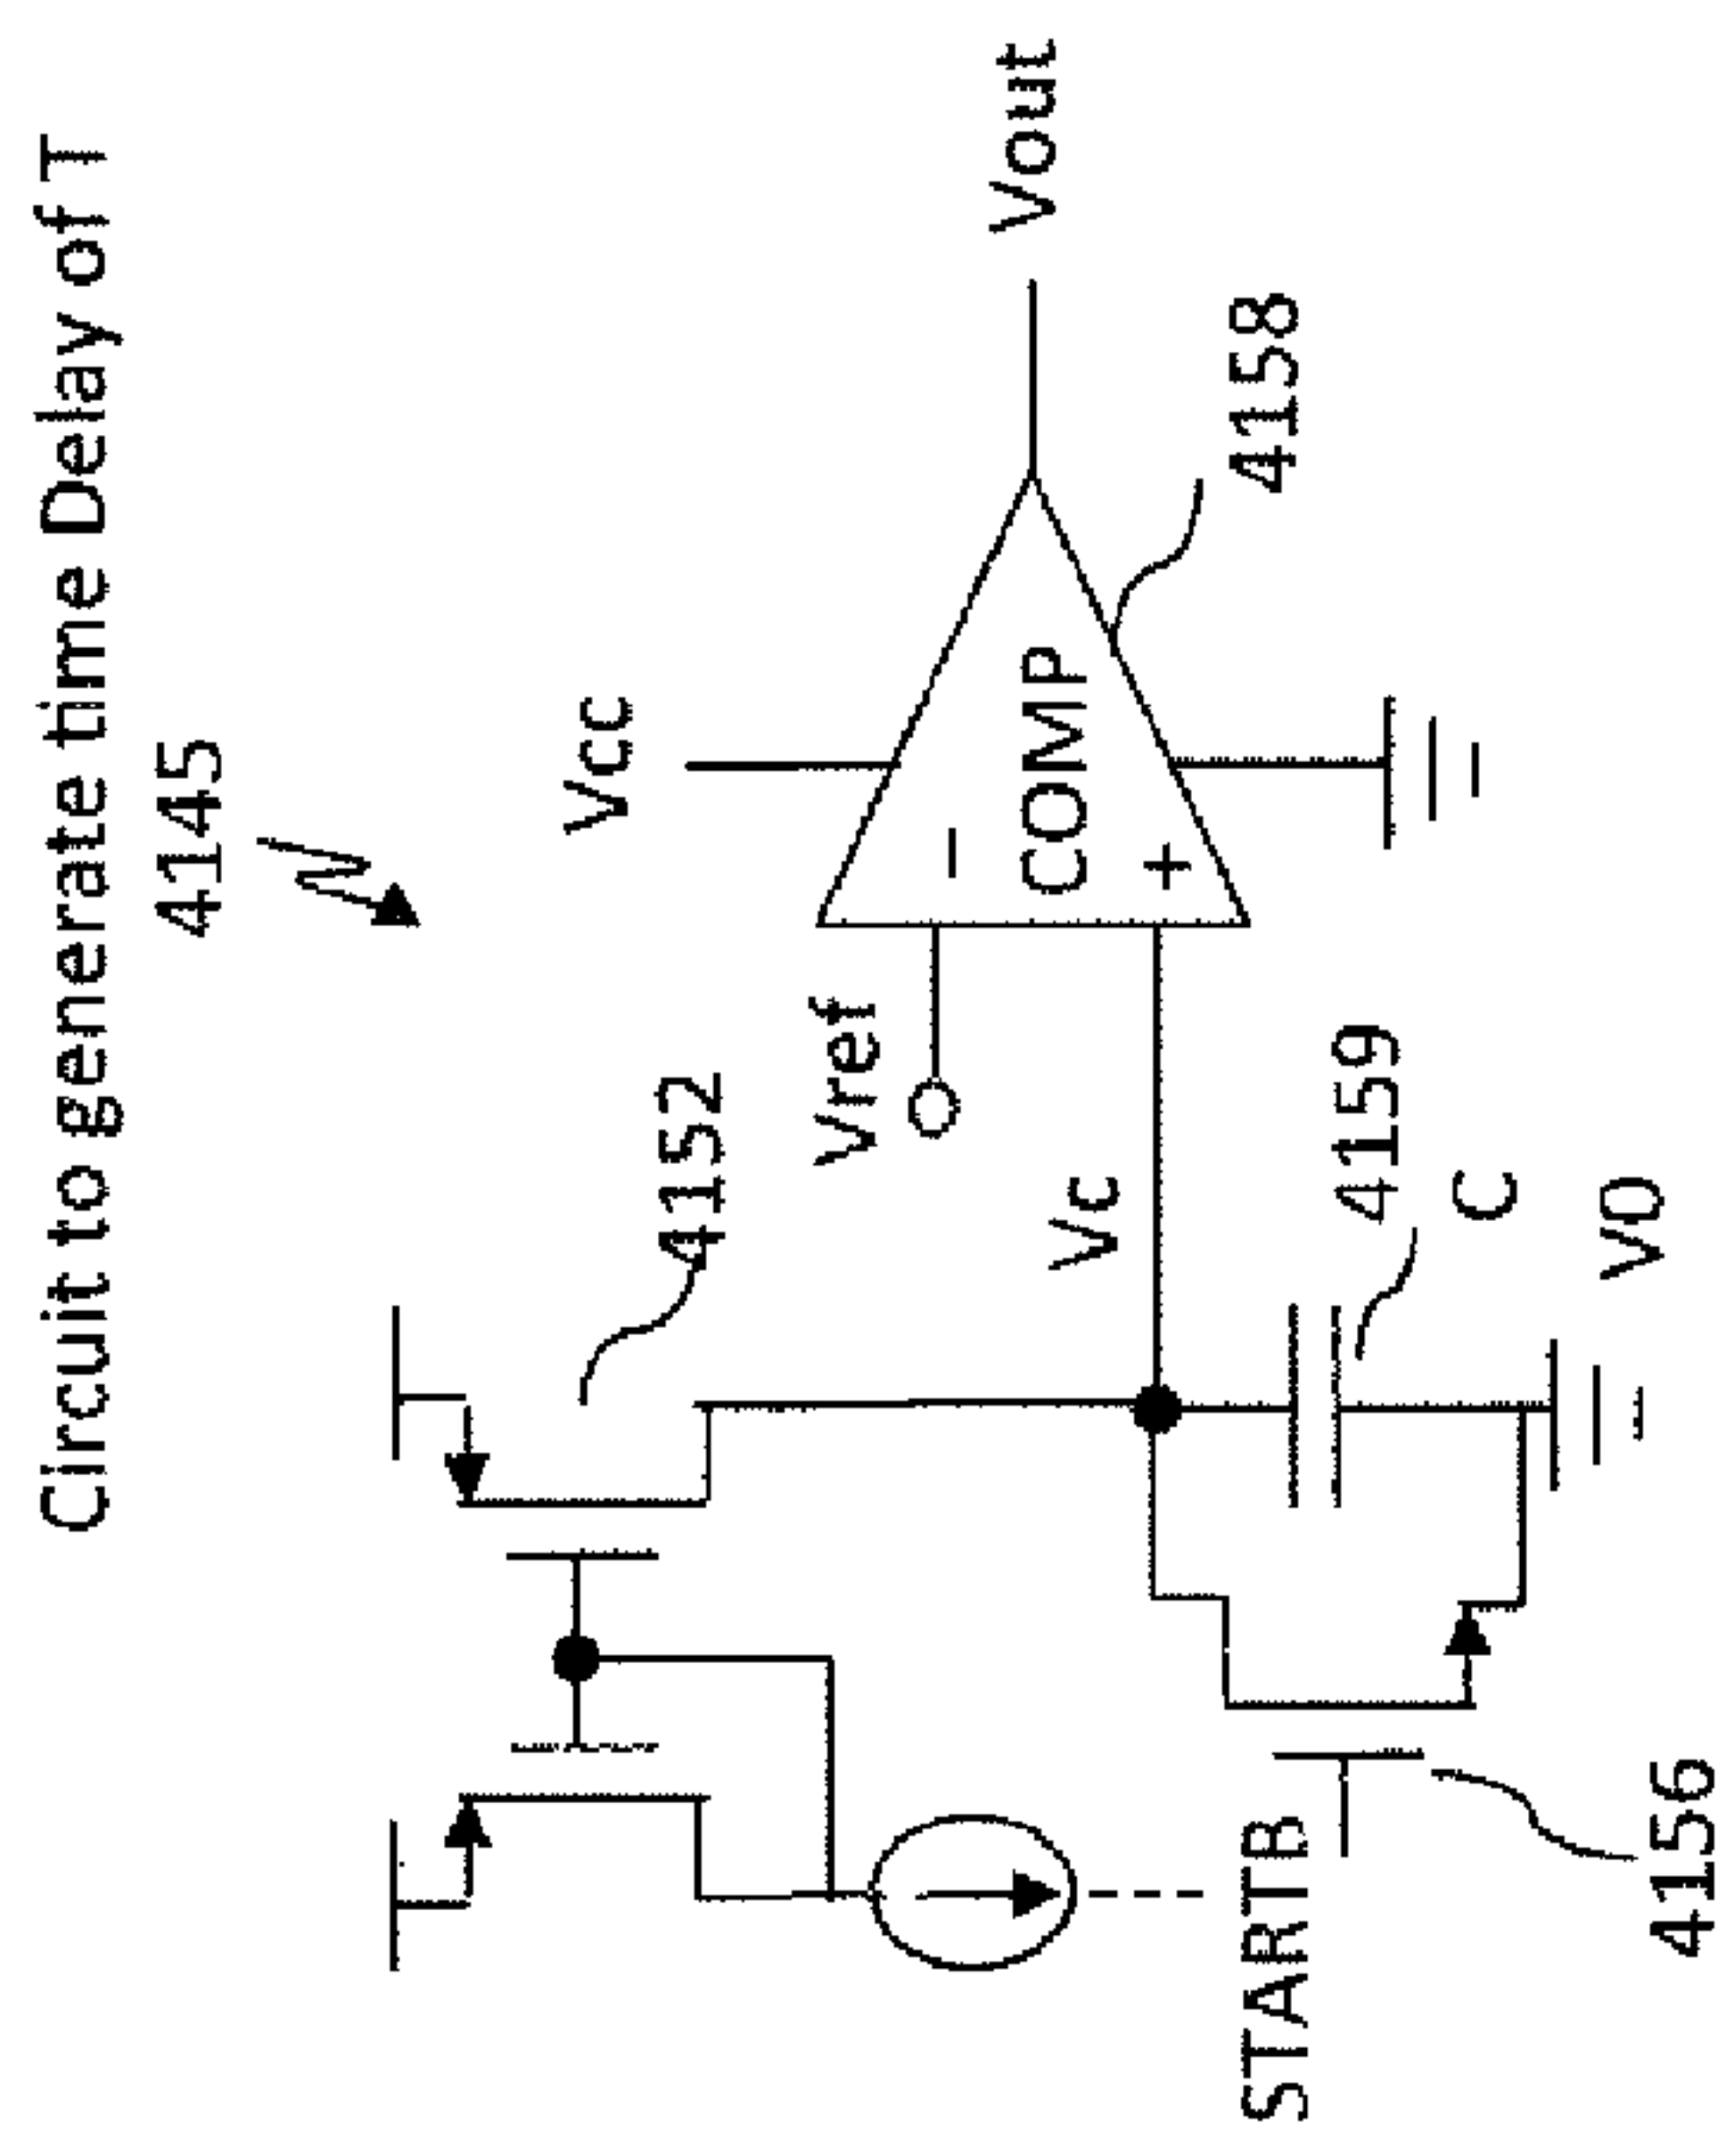 Circuit to generate time Delay of T
4145
Vcc
4152
Vref
COMP
Vout
4158
Vc
4159
C
V0
STARTB
4156